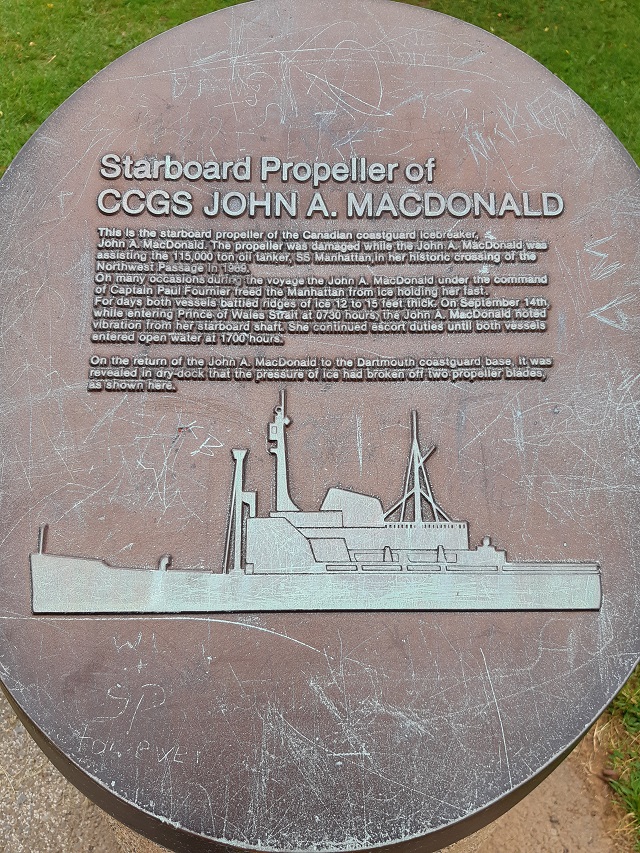 Starboard Propeller of
CCGS JOHN A. MACDONALD
This is the starboard propeller of the Canadian coastguard icebreaker,
John A. MacDonald. The propeller was damaged while the John A. MacDonald was
assisting the 115,000 ton oil tanker, SS Manhattan, in her historic crossing of the
Northwest Passage in 1969.
On many occasions during the voyage the John A. MacDonald under the command
of Captain Paul Fournier freed the Manhattan from ice holding her fast.
For days both vessels battled ridges of ice 12 to 15 feet thick. On September 14th,
while entering Prince of Wales Strait at 0730 hours, the John A. MacDonald noted
vibration from her starboard shaft. She continued escort duties until both vessels
entered open water at 1700 hours.
On the return of the John A. MacDonald to the Dartmouth coastguard base, it was
revealed in dry-dock that the pressure of ice had broken off two propeller blades,
as shown here.
+
SP